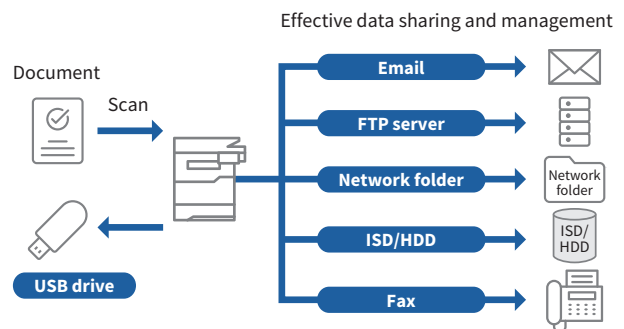 Effective data sharing and management
Document
Scan
USB drive
Email
FTP server
Network folder
Network
folder
ISD/HDD
ISD/
HDD
Fax